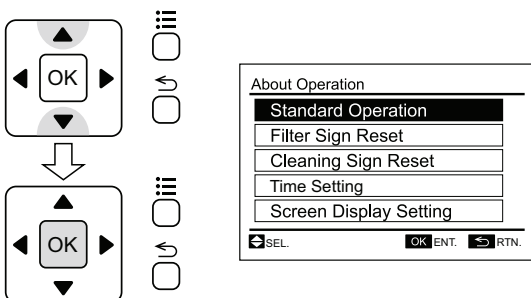 OK
OK
About Operation
Standard Operation
Filter Sign Reset
Cleaning Sign Reset
Time Setting
Screen Display Setting
SEL. OK ENT. RTN.